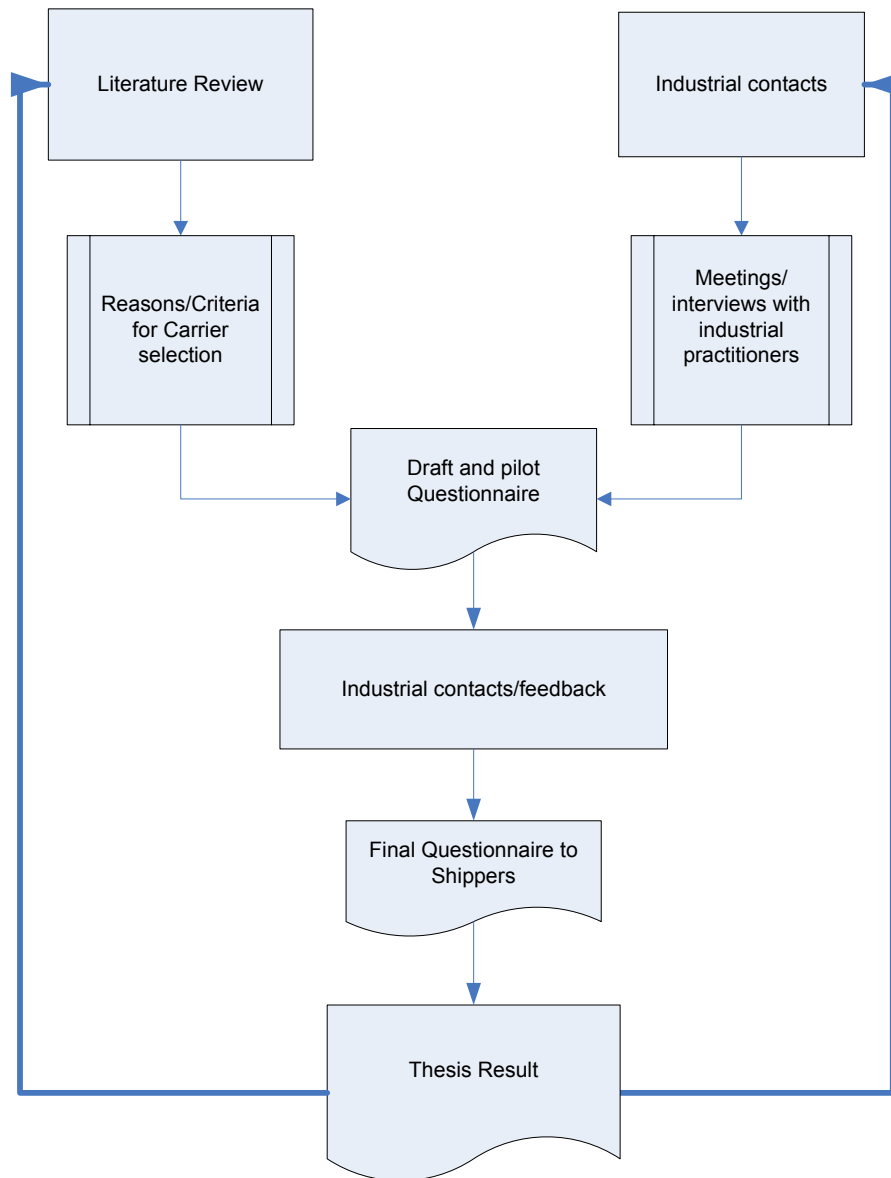 Literature Review
Industrial contacts
Reasons/Criteria
for Carrier
selection
Meetings/
interviews with
industrial
practitioners
Draft and pilot
Questionnaire
Industrial contacts/feedback
Final Questionnaire to
Shippers
Thesis Result